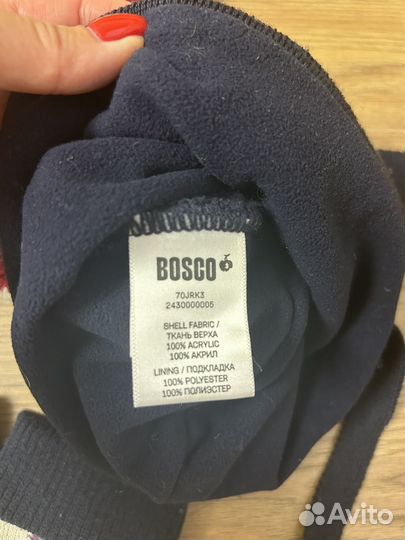 BOSCO
70JRK3
2430000005
SHELL FABRIC /
ТКАНЬ ВЕРХА
100% ACRYLIC
100% АКРИЛ
LINING / ПОДКЛАДКА
100% POLYESTER
100% ПОЛИЭСТЕР
Avito